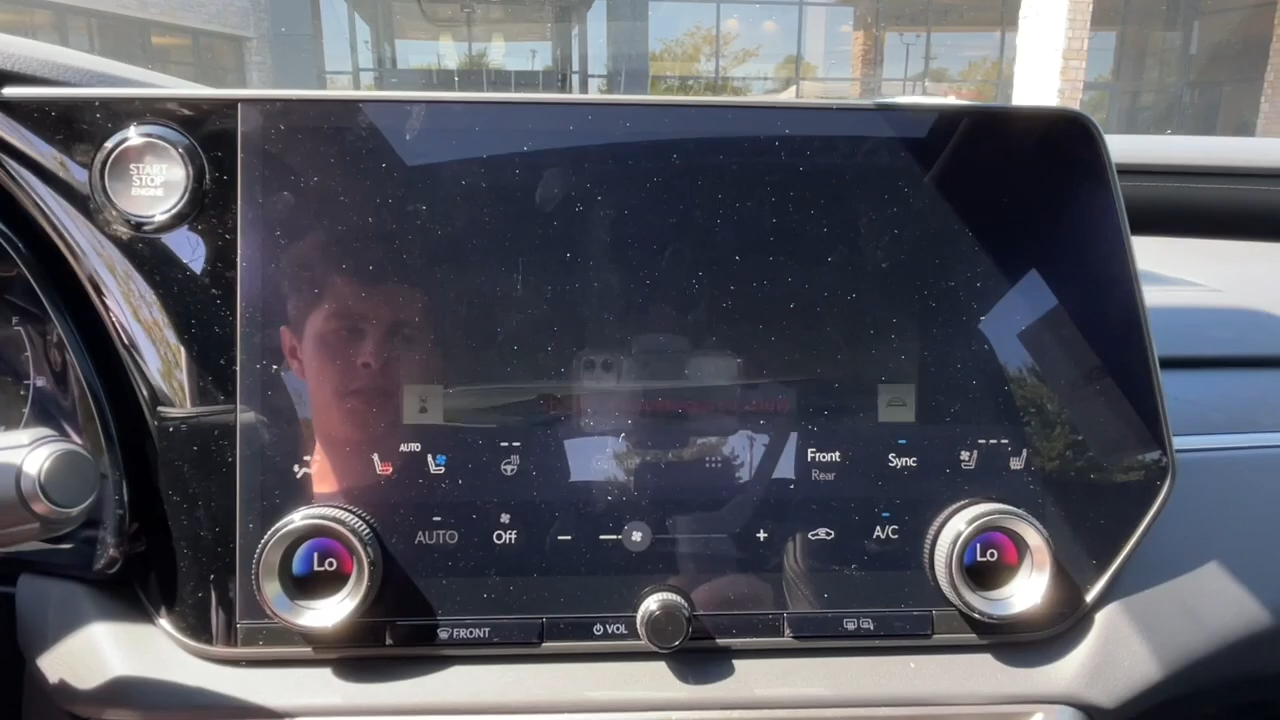 START
STOP
ENGINE
F
AUTO
Front
Rear
Sync
AUTO
Off
A/C
Lo
Lo
FRONT
VOL